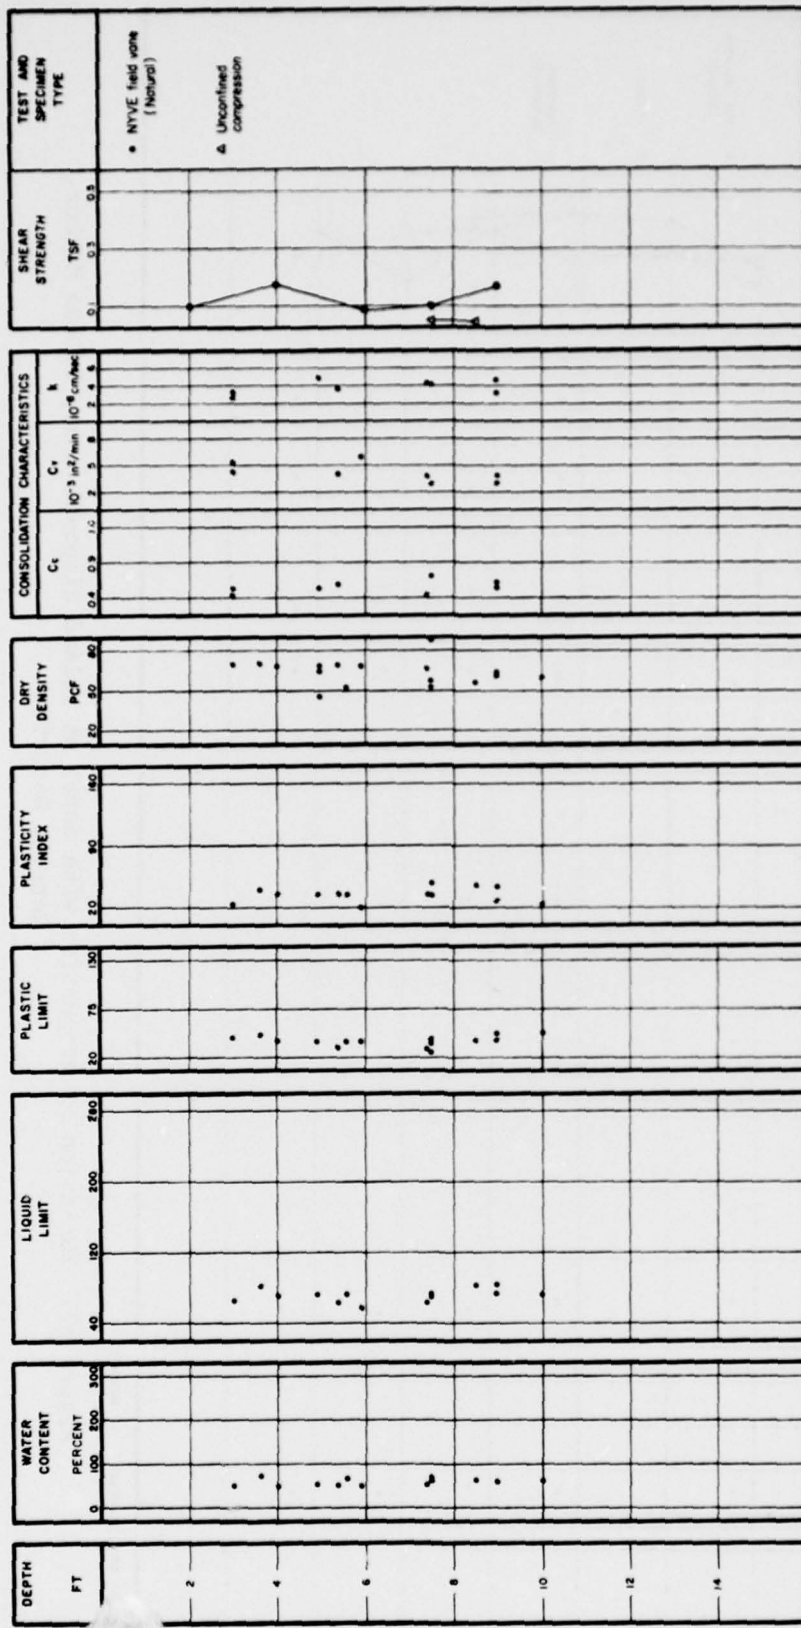 DEPTH
FT
2
4
6
8
10
12
14
WATER
CONTENT
PERCENT
0 100 200 300
LIQUID
LIMIT
40 120 200 280
PLASTIC
LIMIT
20 75 130
PLASTICITY
INDEX
20 90 160
DRY
DENSITY
PCF
20 50 80
CONSOLIDATION CHARACTERISTICS
Cc
0.4 0.9
Cv
10⁻³ in²/min
2 5 8
k
10⁻⁸ cm/sec
2 4 6
SHEAR
STRENGTH
TSF
0.1 0.3 0.5
TEST AND
SPECIMEN
TYPE
• NYVE field vane
(Natural)
Δ Unconfined
compression